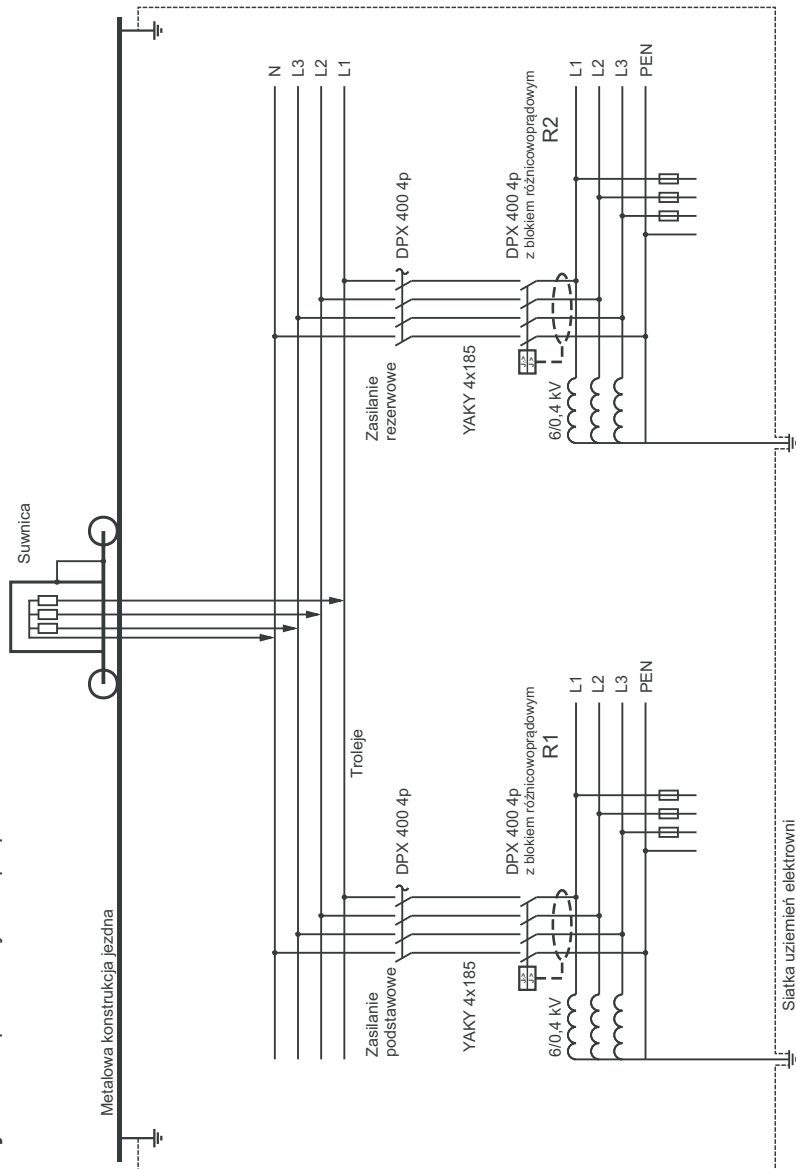 Metalowa konstrukcja jezdna
Suwnica
N
L3
L2
L1
Troleje
Zasilanie
podstawowe
DPX 400 4p
YAKY 4x185
DPX 400 4p
z blokiem różnicowoprądowym
R1
6/0,4 kV
L1
L2
L3
PEN
Zasilanie
rezerwowe
DPX 400 4p
YAKY 4x185
DPX 400 4p
z blokiem różnicowoprądowym
R2
6/0,4 kV
L1
L2
L3
PEN
Siatka uziemień elektrowni